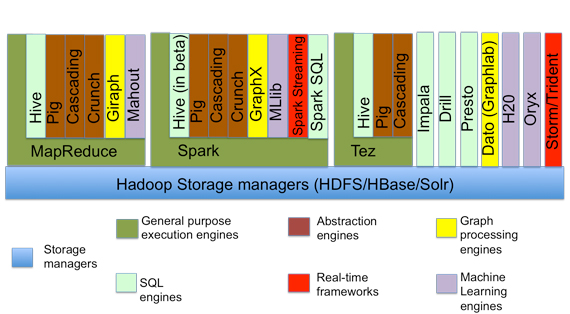 Hive
Pig
Cascading
Crunch
Giraph
Mahout
MapReduce
Hive (in beta)
Pig
Cascading
Crunch
GraphX
MLlib
Spark Streaming
Spark SQL
Spark
Hive
Pig
Cascading
Tez
Impala
Drill
Presto
Dato (Graphlab)
H20
Oryx
Storm/Trident
Hadoop Storage managers (HDFS/HBase/Solr)
General purpose
execution engines
Abstraction
engines
Graph
processing
engines
Storage
managers
SQL
engines
Real-time
frameworks
Machine
Learning
engines